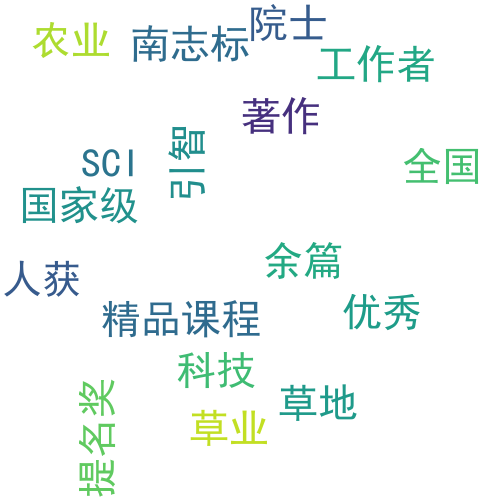 院士
农业
南志标
工作者
著作
引智
SCI
全国
国家级
余篇
人获
精品课程
优秀
科技
草地
提名奖
草业